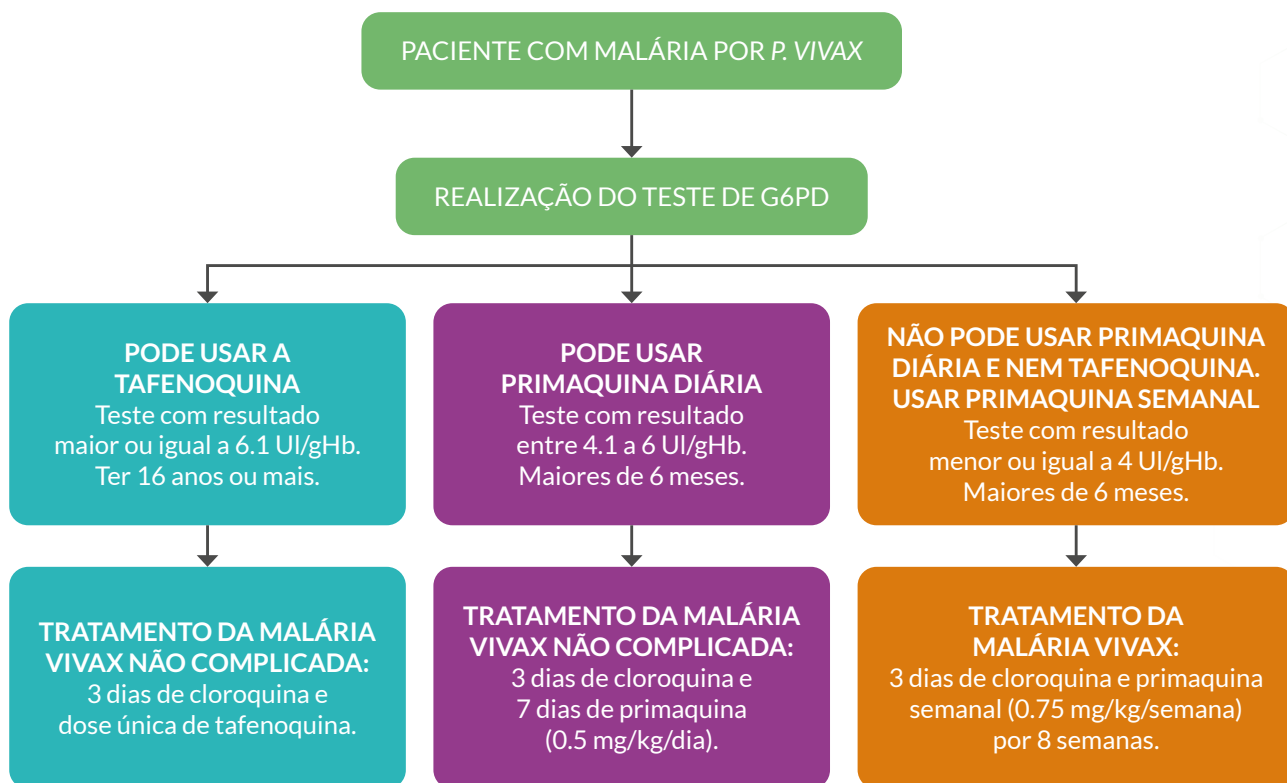 PACIENTE COM MALÁRIA POR P. VIVAX
REALIZAÇÃO DO TESTE DE G6PD
PODE USAR A
TAFENOQUINA
Teste com resultado
maior ou igual a 6.1 UI/gHb.
Ter 16 anos ou mais.
PODE USAR
PRIMAQUINA DIÁRIA
Teste com resultado
entre 4.1 a 6 UI/gHb.
Maiores de 6 meses.
NÃO PODE USAR PRIMAQUINA
DIÁRIA E NEM TAFENOQUINA.
USAR PRIMAQUINA SEMANAL
Teste com resultado
menor ou igual a 4 UI/gHb.
Maiores de 6 meses.
TRATAMENTO DA MALÁRIA
VIVAX NÃO COMPLICADA:
3 dias de cloroquina e
dose única de tafenoquina.
TRATAMENTO DA MALÁRIA
VIVAX NÃO COMPLICADA:
3 dias de cloroquina e
7 dias de primaquina
(0.5 mg/kg/dia).
TRATAMENTO DA
MALÁRIA VIVAX:
3 dias de cloroquina e primaquina
semanal (0.75 mg/kg/semana)
por 8 semanas.